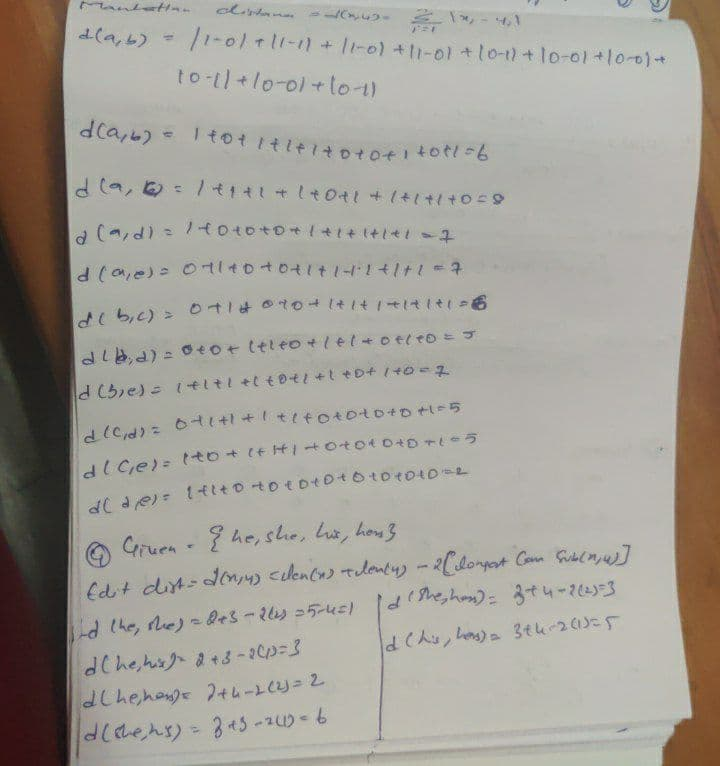 Manhattan distance = d(x,y) = Σ i=1 |xi - yi|
d(a,b) = |1-0| + |1-1| + |1-0| + |1-0| + |0-1| + |0-0| + |0-0| +
|0-1| + |0-0| + |0-1|
d(a,b) = 1+0+1+1+1+0+0+1+0+1=6
d(a, c) = 1+1+1+1+0+1+1+1+1+0=8
d(a,d) = 1+0+0+0+1+1+1+1+1+1=7
d(a,e) = 0+1+0+0+1+1+1+1+1+1=7
d(b,c) = 0+1+0+0+1+1+1+1+1+1=6
d(b,d) = 0+0+1+1+0+1+1+0+1+0=5
d(b,e) = 1+1+1+1+0+1+1+0+1+0=7
d(c,d) = 0+1+1+1+1+0+0+0+0+1=5
d(c,e) = 1+0+1+1+1+0+0+0+0+1=5
d(d,e) = 1+1+0+0+0+0+0+0+0+0=2
④ Given = { he, she, his, hers}
Edit dist = d(x,y) = len(x) + len(y) - 2[longest Com Sub(x,y)]
d(he, she) = 2+3-2(2)=5-4=1
d(he,his) = 2+3-2(1)=3
d(he,hers) = 2+4-2(2)=2
d(she,hs) = 3+3-2(1)=6
d(she,hers) = 3+4-2(2)=3
d(his,hers) = 3+4-2(1)=5